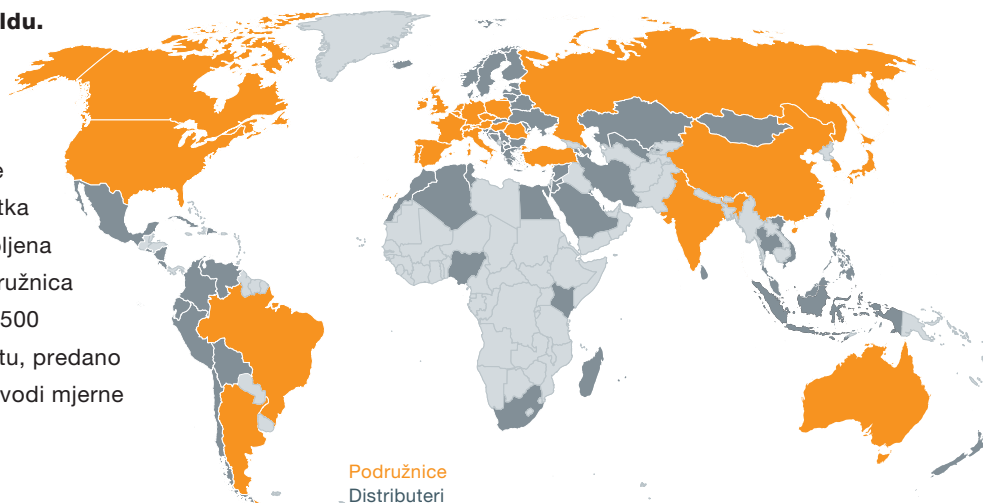 ldu.
e
tka
ljena
ružnica
500
tu, predano
vodi mjerne
Podružnice
Distributeri